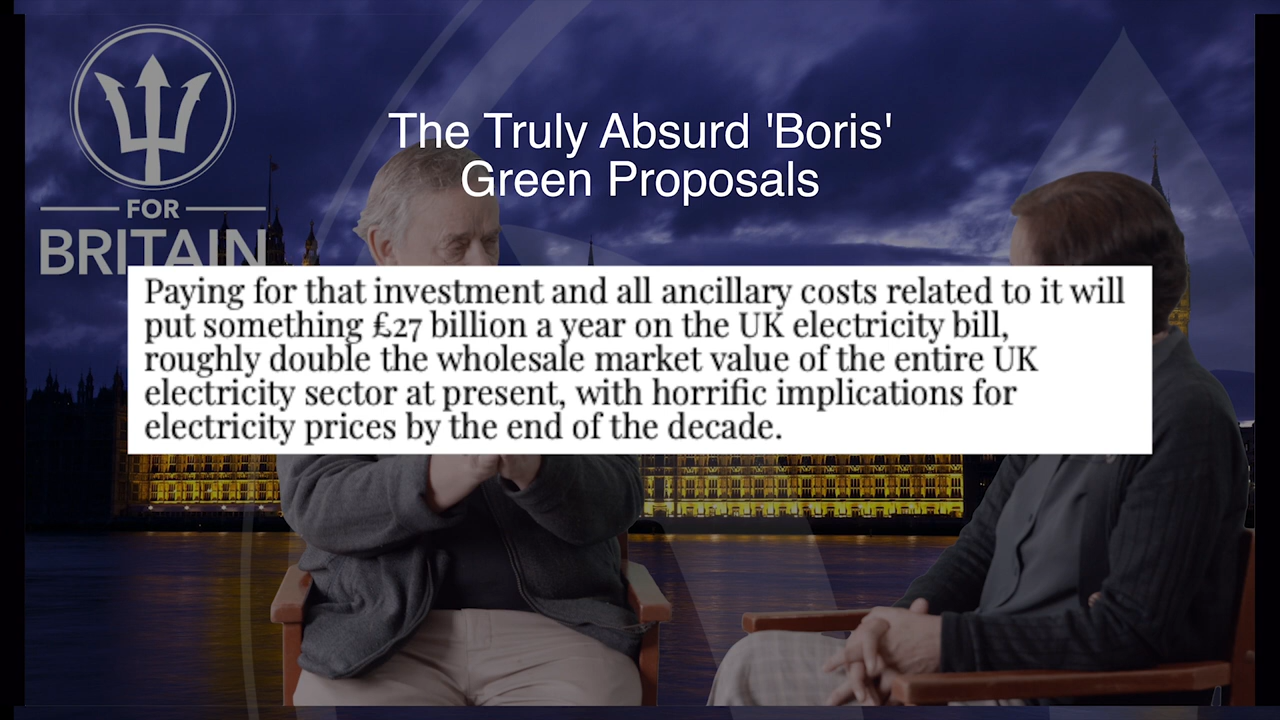 FOR
BRITAIN
The Truly Absurd 'Boris'
Green Proposals
Paying for that investment and all ancillary costs related to it will
put something £27 billion a year on the UK electricity bill,
roughly double the wholesale market value of the entire UK
electricity sector at present, with horrific implications for
electricity prices by the end of the decade.